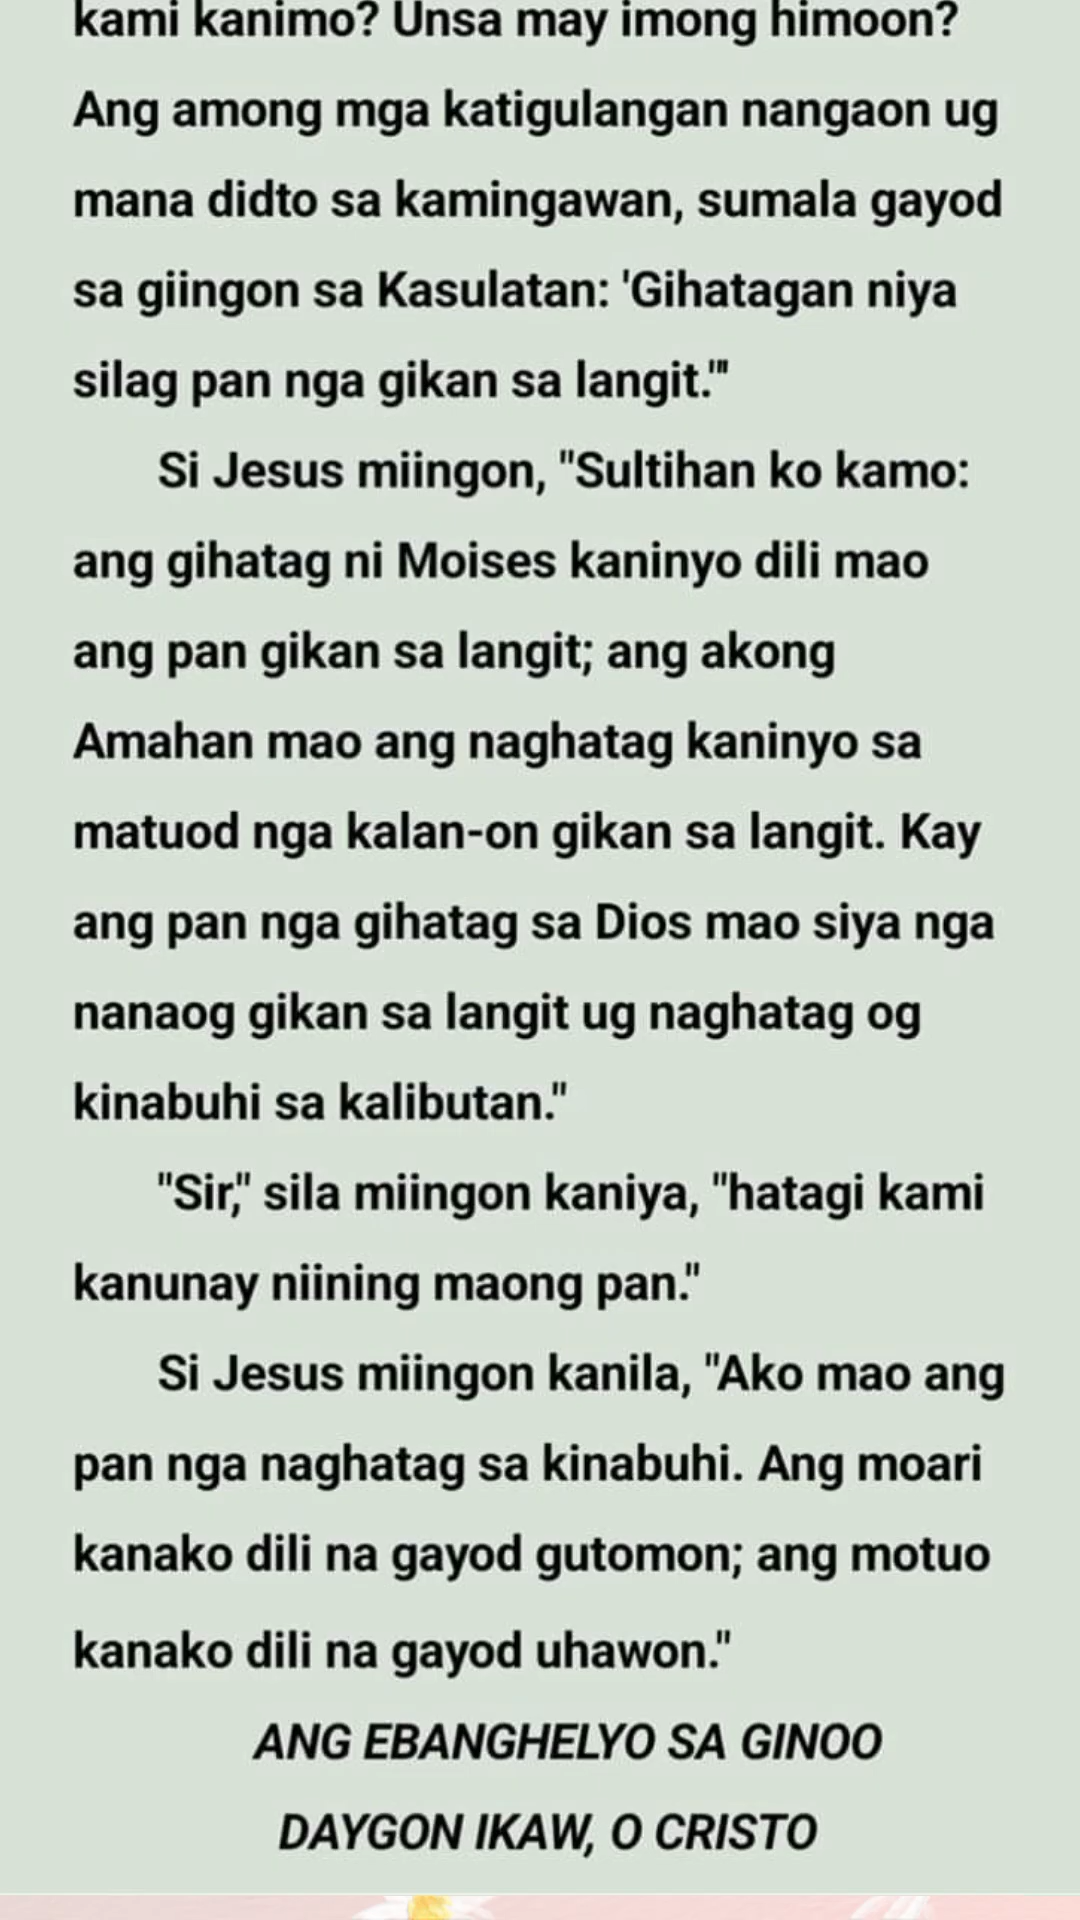 kami kanimo? Unsa may imong himoon?
Ang among mga katigulangan nangaon ug
mana didto sa kamingawan, sumala gayod
sa giingon sa Kasulatan: 'Gihatagan niya
silag pan nga gikan sa langit.'"
Si Jesus miingon, "Sultihan ko kamo:
ang gihatag ni Moises kaninyo dili mao
ang pan gikan sa langit; ang akong
Amahan mao ang naghatag kaninyo sa
matuod nga kalan-on gikan sa langit. Kay
ang pan nga gihatag sa Dios mao siya nga
nanaog gikan sa langit ug naghatag og
kinabuhi sa kalibutan."
"Sir," sila miingon kaniya, "hatagi kami
kanunay niining maong pan."
Si Jesus miingon kanila, "Ako mao ang
pan nga naghatag sa kinabuhi. Ang moari
kanako dili na gayod gutomon; ang motuo
kanako dili na gayod uhawon."
ANG EBANGHELYO SA GINOO
DAYGON IKAW, O CRISTO